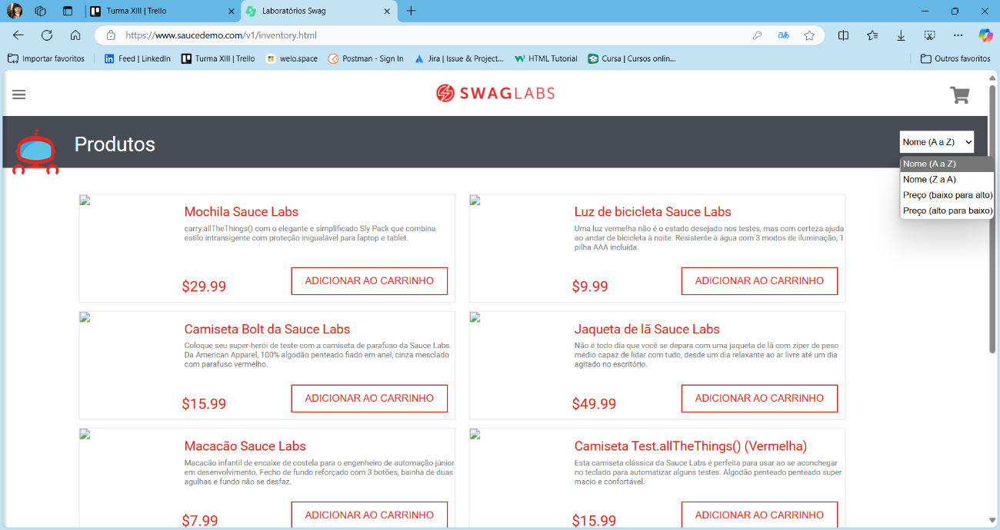 Turma XIII | Trello
Laboratórios Swag
https://www.saucedemo.com/v1/inventory.html
aあ
Importar favoritos
Feed | LinkedIn
Turma XIII | Trello
welo.space
Postman - Sign In
Jira | Issue & Project...
HTML Tutorial
Cursa | Cursos onlin...
Outros favoritos
SWAGLABS
Produtos
Nome (A a Z)
Nome (A a Z)
Nome (Z a A)
Preço (baixo para alto)
Preço (alto para baixo)
Mochila Sauce Labs
carry.allTheThings() com o elegante e simplificado Sly Pack que combina
estilo intransigente com proteção inigualável para laptop e tablet.
$29.99
ADICIONAR AO CARRINHO
Luz de bicicleta Sauce Labs
Uma luz vermelha não é o estado desejado nos testes, mas com certeza ajuda
ao andar de bicicleta à noite. Resistente à água com 3 modos de iluminação, 1
pilha AAA incluída.
$9.99
ADICIONAR AO CARRINHO
Camiseta Bolt da Sauce Labs
Coloque seu super-herói de teste com a camiseta de parafuso da Sauce Labs.
Da American Apparel, 100% algodão penteado fiado em anel, cinza mesclado
com parafuso vermelho.
$15.99
ADICIONAR AO CARRINHO
Jaqueta de lã Sauce Labs
Não é todo dia que você se depara com uma jaqueta de lã com zíper de peso
médio capaz de lidar com tudo, desde um dia relaxante ao ar livre até um dia
agitado no escritório.
$49.99
ADICIONAR AO CARRINHO
Macacão Sauce Labs
Macacão infantil de encaixe de costela para o engenheiro de automação júnior
em desenvolvimento. Fecho de fundo reforçado com 3 botões, bainha de duas
agulhas e fundo não se desfaz.
$7.99
ADICIONAR AO CARRINHO
Camiseta Test.allTheThings() (Vermelha)
Esta camiseta clássica da Sauce Labs é perfeita para usar ao se aconchegar
no teclado para automatizar alguns testes. Algodão penteado penteado super
macio e confortável.
$15.99
ADICIONAR AO CARRINHO